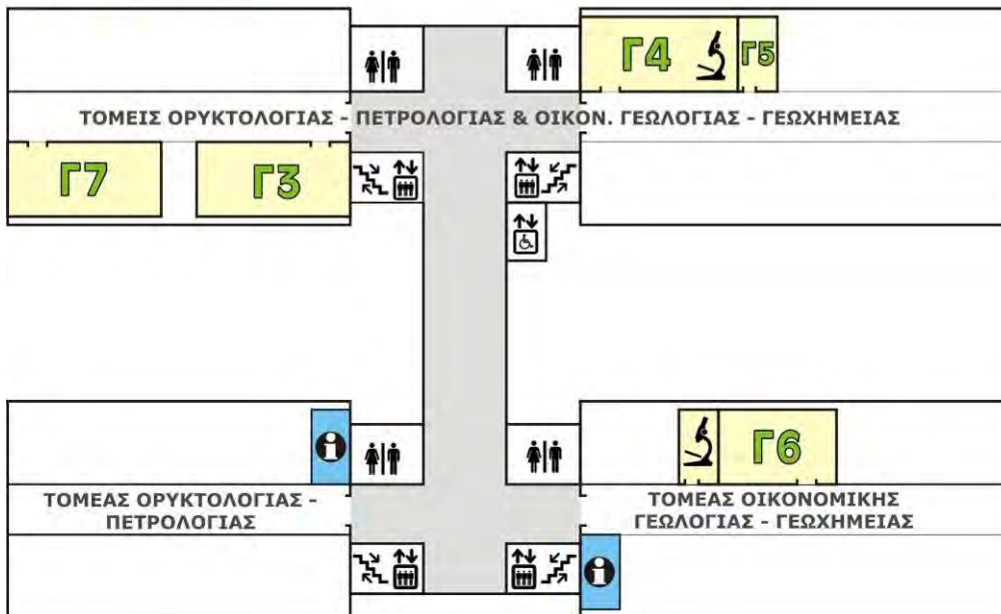 Γ4
Γ5
ΤΟΜΕΙΣ ΟΡΥΚΤΟΛΟΓΙΑΣ - ΠΕΤΡΟΛΟΓΙΑΣ & ΟΙΚΟΝ. ΓΕΩΛΟΓΙΑΣ - ΓΕΩΧΗΜΕΙΑΣ
Γ7
Γ3
Γ6
ΤΟΜΕΑΣ ΟΡΥΚΤΟΛΟΓΙΑΣ -
ΠΕΤΡΟΛΟΓΙΑΣ
ΤΟΜΕΑΣ ΟΙΚΟΝΟΜΙΚΗΣ
ΓΕΩΛΟΓΙΑΣ - ΓΕΩΧΗΜΕΙΑΣ